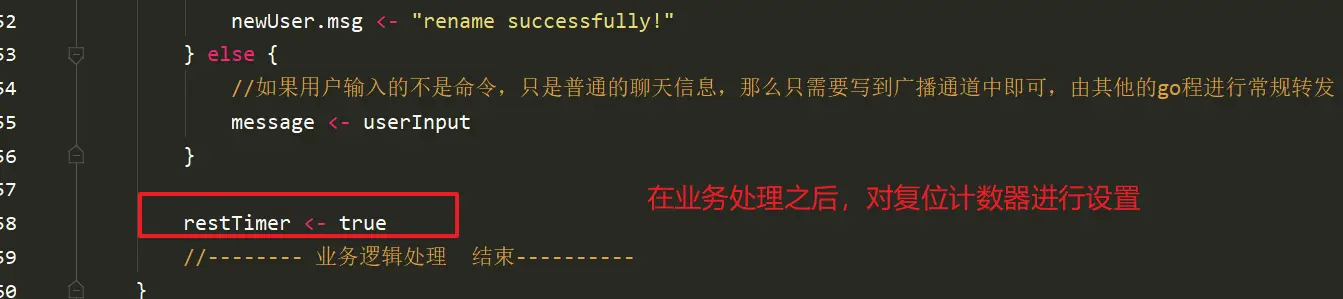 52 newUser.msg <- "rename successfully!"
53 } else {
54 //如果用户输入的不是命令，只是普通的聊天信息，那么只需要写到广播通道中即可，由其他的go程进行常规转发
55 message <- userInput
56 }
57
在业务处理之后，对复位计数器进行设置
58 restTimer <- true
59 //-------- 业务逻辑处理  结束----------
60 }